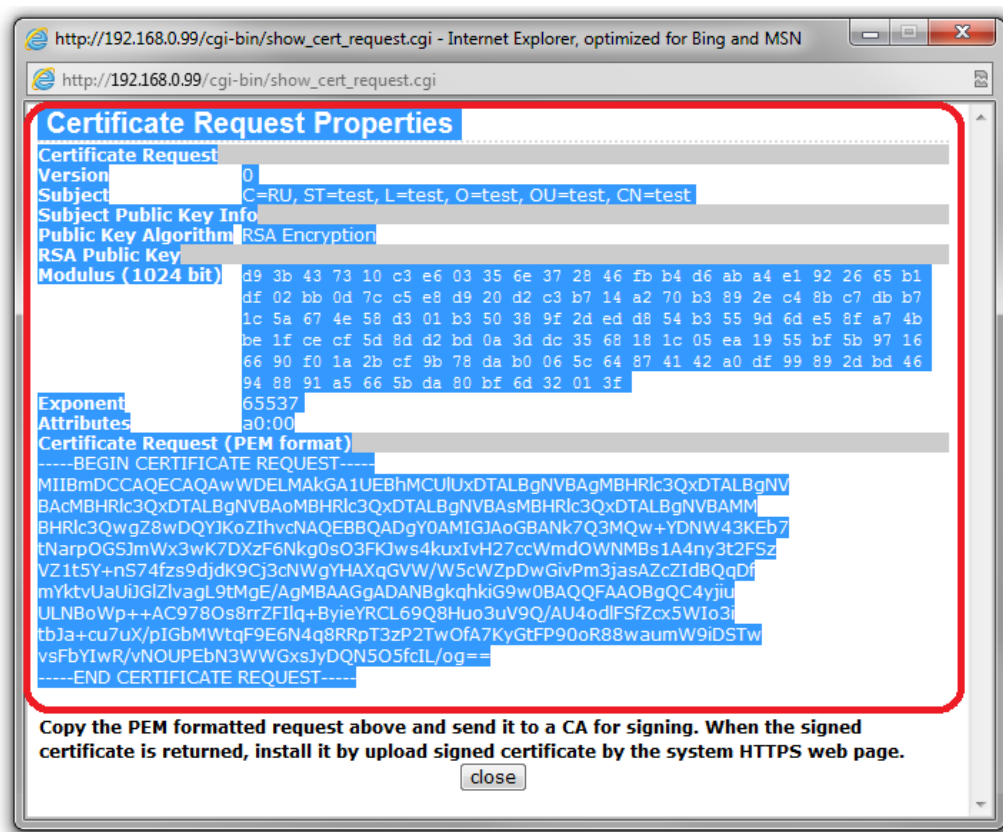 http://192.168.0.99/cgi-bin/show_cert_request.cgi - Internet Explorer, optimized for Bing and MSN
http://192.168.0.99/cgi-bin/show_cert_request.cgi
Certificate Request Properties
Certificate Request
Version 0
Subject C=RU, ST=test, L=test, O=test, OU=test, CN=test
Subject Public Key Info
Public Key Algorithm RSA Encryption
RSA Public Key
Modulus (1024 bit) d9 3b 43 73 10 c3 e6 03 35 6e 37 28 46 fb b4 d6 ab a4 e1 92 26 65 b1
df 02 bb 0d 7c c5 e8 d9 20 d2 c3 b7 14 a2 70 b3 89 2e c4 8b c7 db b7
1c 5a 67 4e 58 d3 01 b3 50 38 9f 2d ed d8 54 b3 55 9d 6d e5 8f a7 4b
be 1f ce cf 5d 8d d2 bd 0a 3d dc 35 68 18 1c 05 ea 19 55 bf 5b 97 16
66 90 f0 1a 2b cf 9b 78 da b0 06 5c 64 87 41 42 a0 df 99 89 2d bd 46
94 88 91 a5 66 5b da 80 bf 6d 32 01 3f
Exponent 65537
Attributes a0:00
Certificate Request (PEM format)
-----BEGIN CERTIFICATE REQUEST-----
MIIBmDCCAQECAQAwWDELMAkGA1UEBhMCUlUxDTALBgNVBAgMBHRlc3QxDTALBgNV
BAcMBHRlc3QxDTALBgNVBAoMBHRlc3QxDTALBgNVBAsMBHRlc3QxDTALBgNVBAMM
BHRlc3QwgZ8wDQYJKoZIhvcNAQEBBQADgY0AMIGJAoGBANk7Q3MQw+YDNW43KEb7
tNarpOGSJmWx3wK7DXzF6Nkg0sO3FKJws4kuxIvH27ccWmdOWNMBs1A4ny3t2FSz
VZ1t5Y+nS74fzs9djdK9Cj3cNWgYHAXqGVW/W5cWZpDwGivPm3jasAZcZIdBQqDf
mYktvUaUiJGlZlvagL9tMgE/AgMBAAGgADANBgkqhkiG9w0BAQQFAAOBgQC4yjiu
ULNBoWp++AC978Os8rrZFIlq+ByieYRCL69Q8Huo3uV9Q/AU4odlFSfZcx5WIo3i
tbJa+cu7uX/pIGbMWtqF9E6N4q8RRpT3zP2TwOfA7KyGtFP90oR88waumW9iDSTw
vsFbYIwR/vNOUPEbN3WWGxsJyDQN5O5fcIL/og==
-----END CERTIFICATE REQUEST-----
Copy the PEM formatted request above and send it to a CA for signing. When the signed
certificate is returned, install it by upload signed certificate by the system HTTPS web page.
close